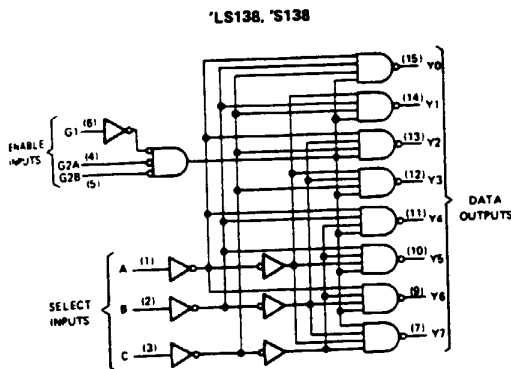 'LS138, 'S138
(15) Y0
(14) Y1
(13) Y2
(12) Y3
(11) Y4
(10) Y5
(9) Y6
(7) Y7
DATA
OUTPUTS
ENABLE
INPUTS
G1 (6)
G2A (4)
G2B (5)
SELECT
INPUTS
A (1)
B (2)
C (3)